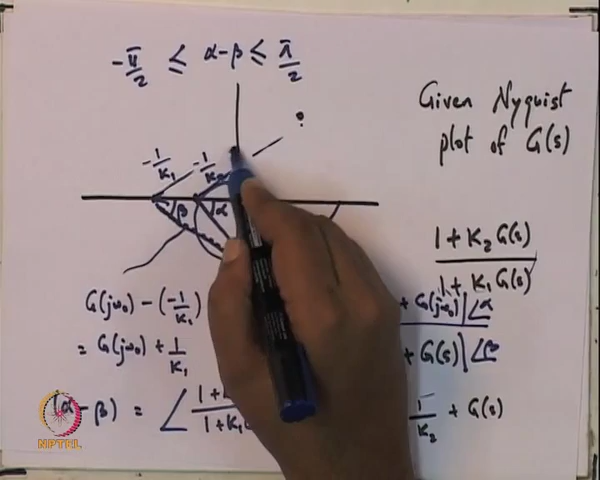 -π/2 ≤ α-β ≤ π/2
Given Nyquist
plot of G(s)
-1/K₁ -1/K
β α
1+K₂G(s)
1+K₁G(s)
G(jω₀) - (-1/K₁)
= G(jω₀) + 1/K₁
+ G(jω₀)| ∠α
+ G(s)| ∠β
(α-β) = ∠ 1+
1+K₁
1/K₂ + G(s)
NPTEL